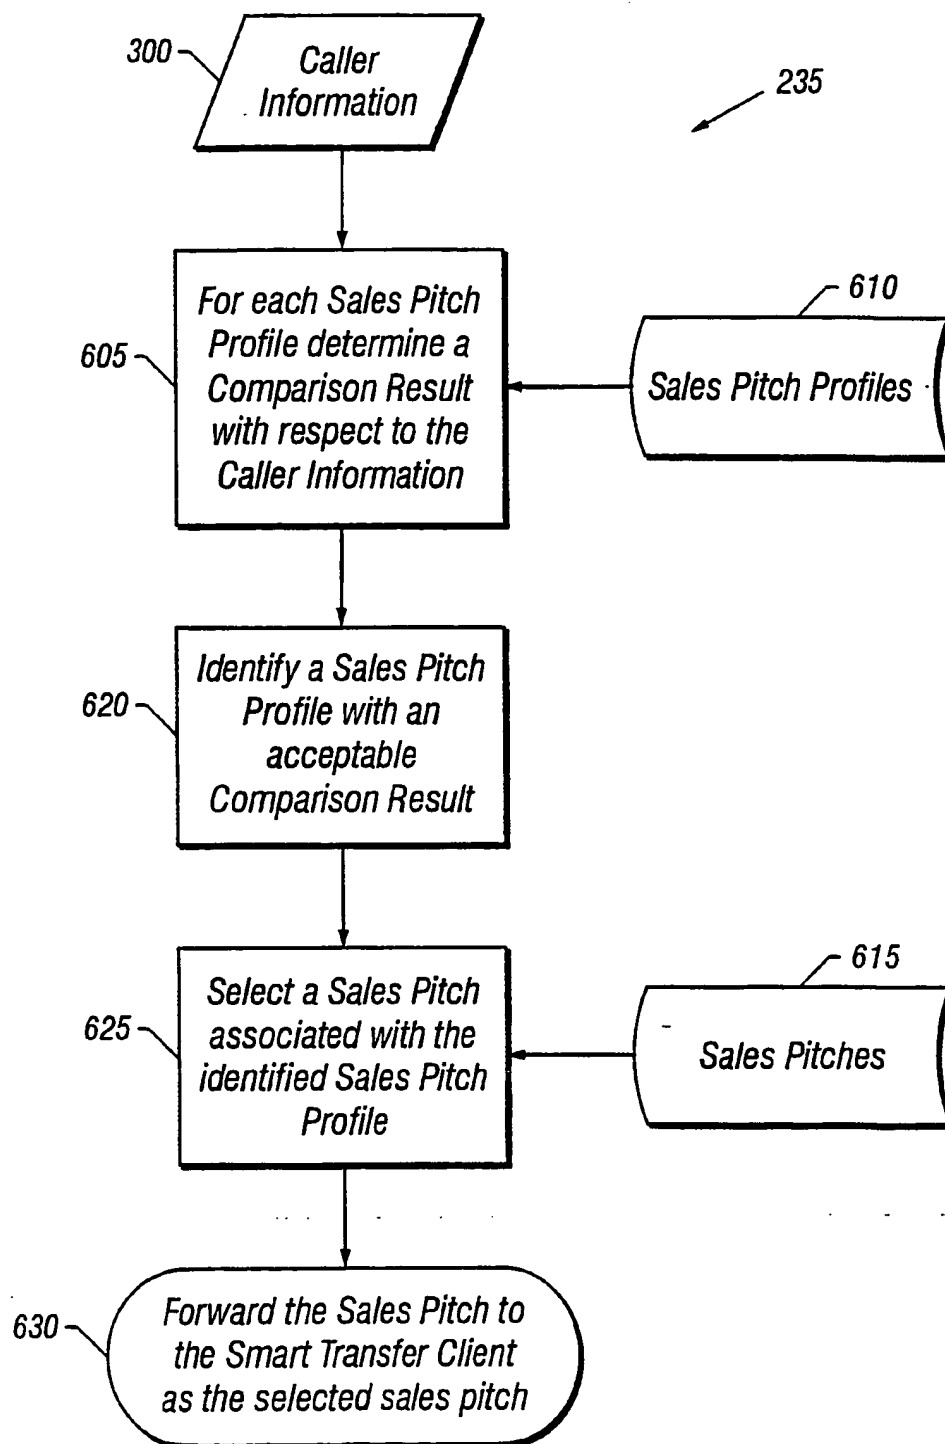 300
Caller
Information
235
For each Sales Pitch
Profile determine a
Comparison Result
with respect to the
Caller Information
605
610
Sales Pitch Profiles
Identify a Sales Pitch
Profile with an
acceptable
Comparison Result
620
Select a Sales Pitch
associated with the
identified Sales Pitch
Profile
625
615
Sales Pitches
Forward the Sales Pitch to
the Smart Transfer Client
as the selected sales pitch
630